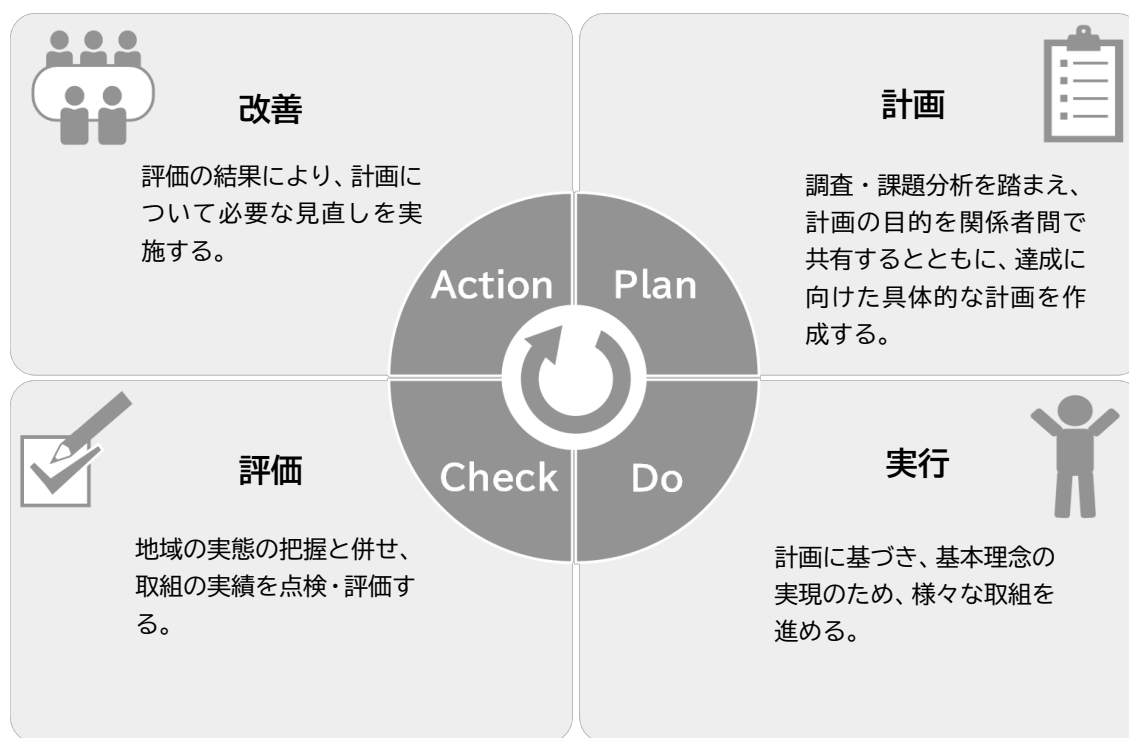 改善
評価の結果により、計画に
ついて必要な見直しを実
施する。
計画
調査・課題分析を踏まえ、
計画の目的を関係者間で
共有するとともに、達成に
向けた具体的な計画を作
成する。
Action
Plan
Check
Do
評価
地域の実態の把握と併せ、
取組の実績を点検・評価す
る。
実行
計画に基づき、基本理念の
実現のため、様々な取組を
進める。